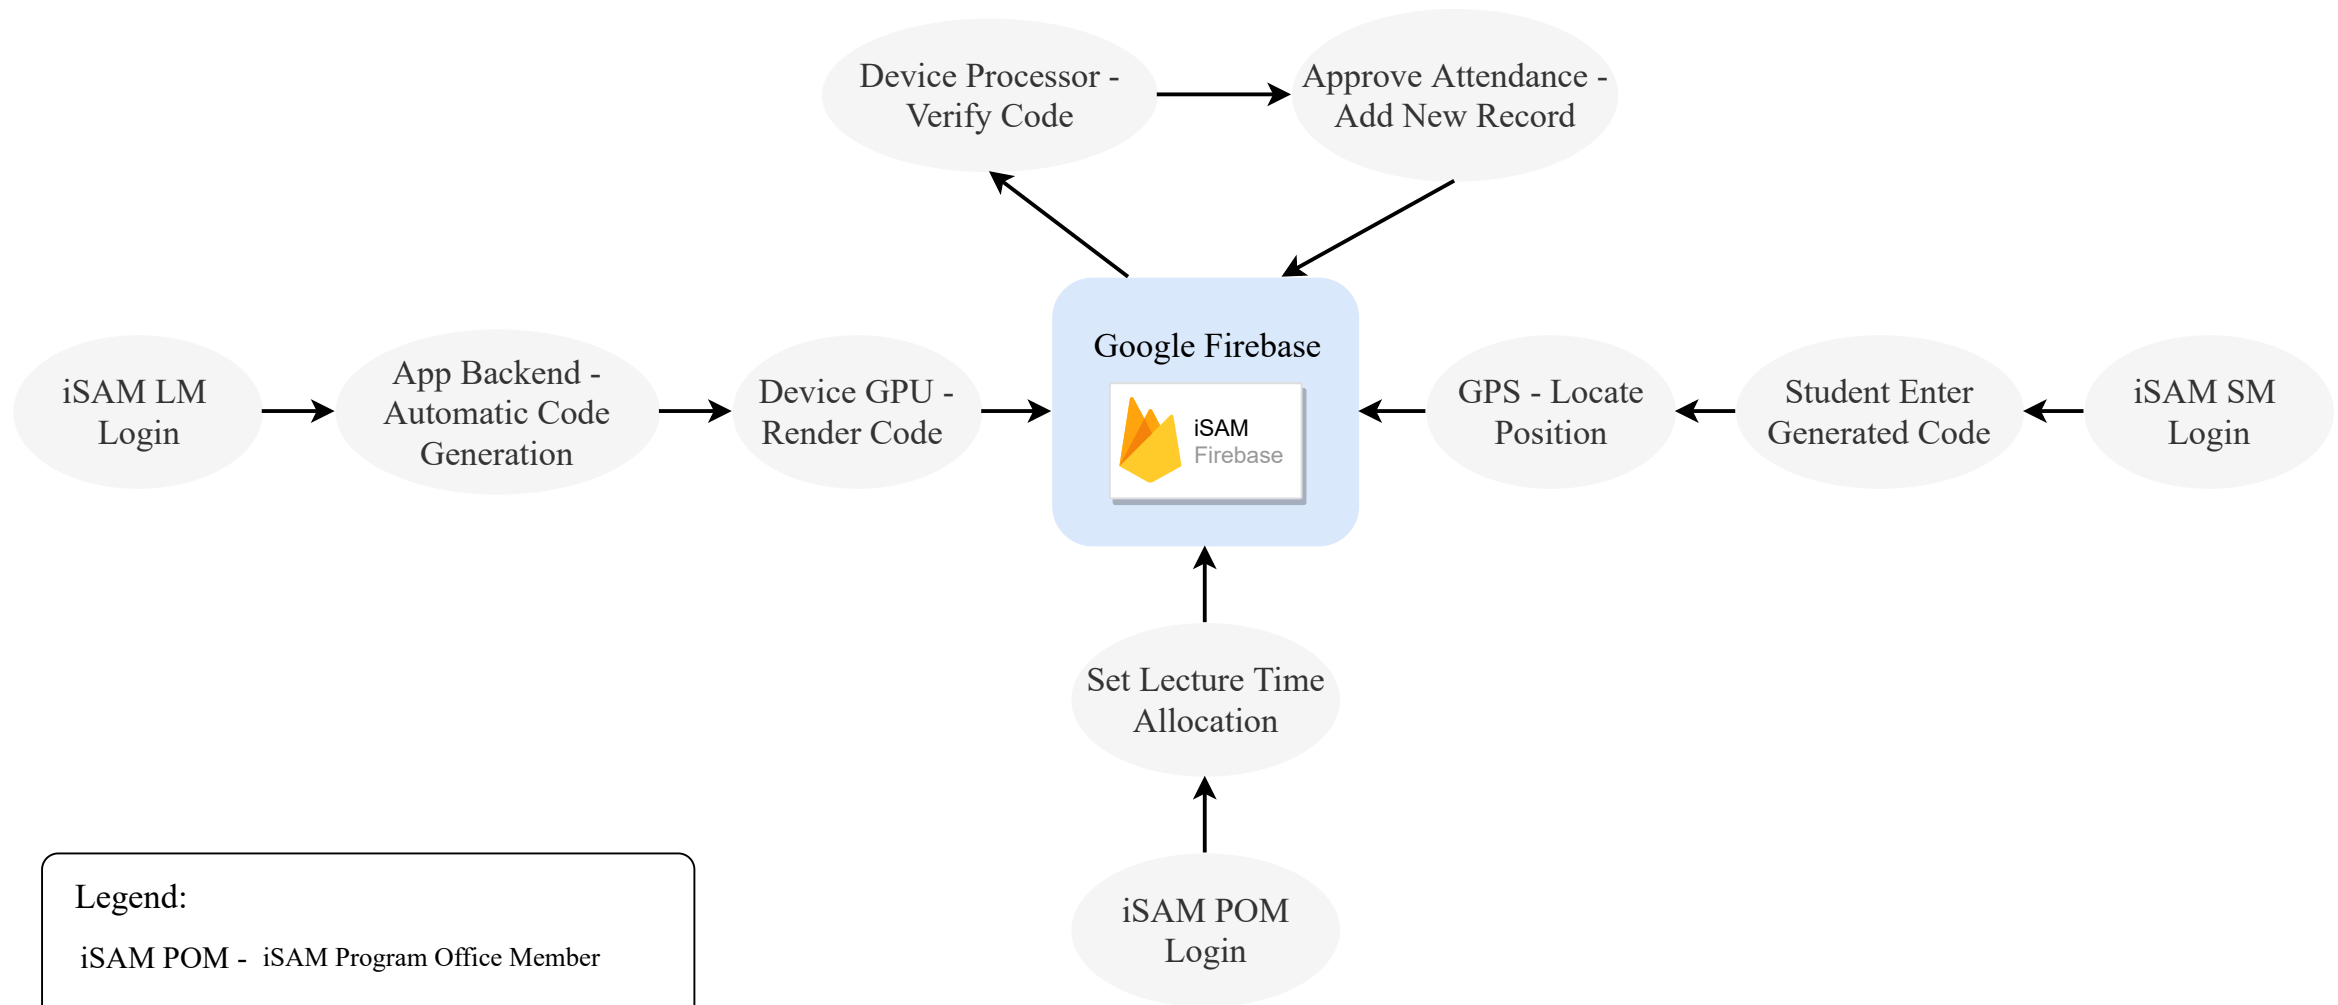 Device Processor -
Verify Code
Approve Attendance -
Add New Record
iSAM LM
Login
App Backend -
Automatic Code
Generation
Device GPU -
Render Code
Google Firebase
iSAM
Firebase
GPS - Locate
Position
Student Enter
Generated Code
iSAM SM
Login
Set Lecture Time
Allocation
iSAM POM
Login
Legend:
iSAM POM - iSAM Program Office Member